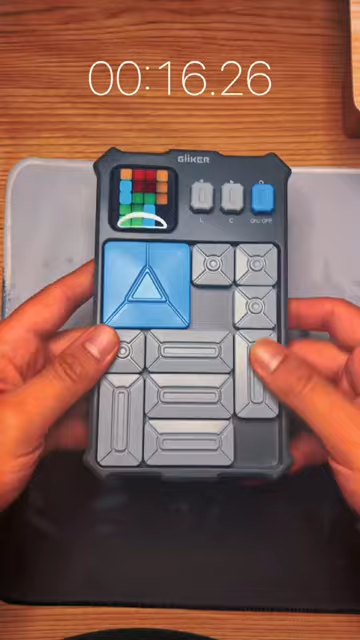 00:16.26
GiiKER
L
C
ON/OFF